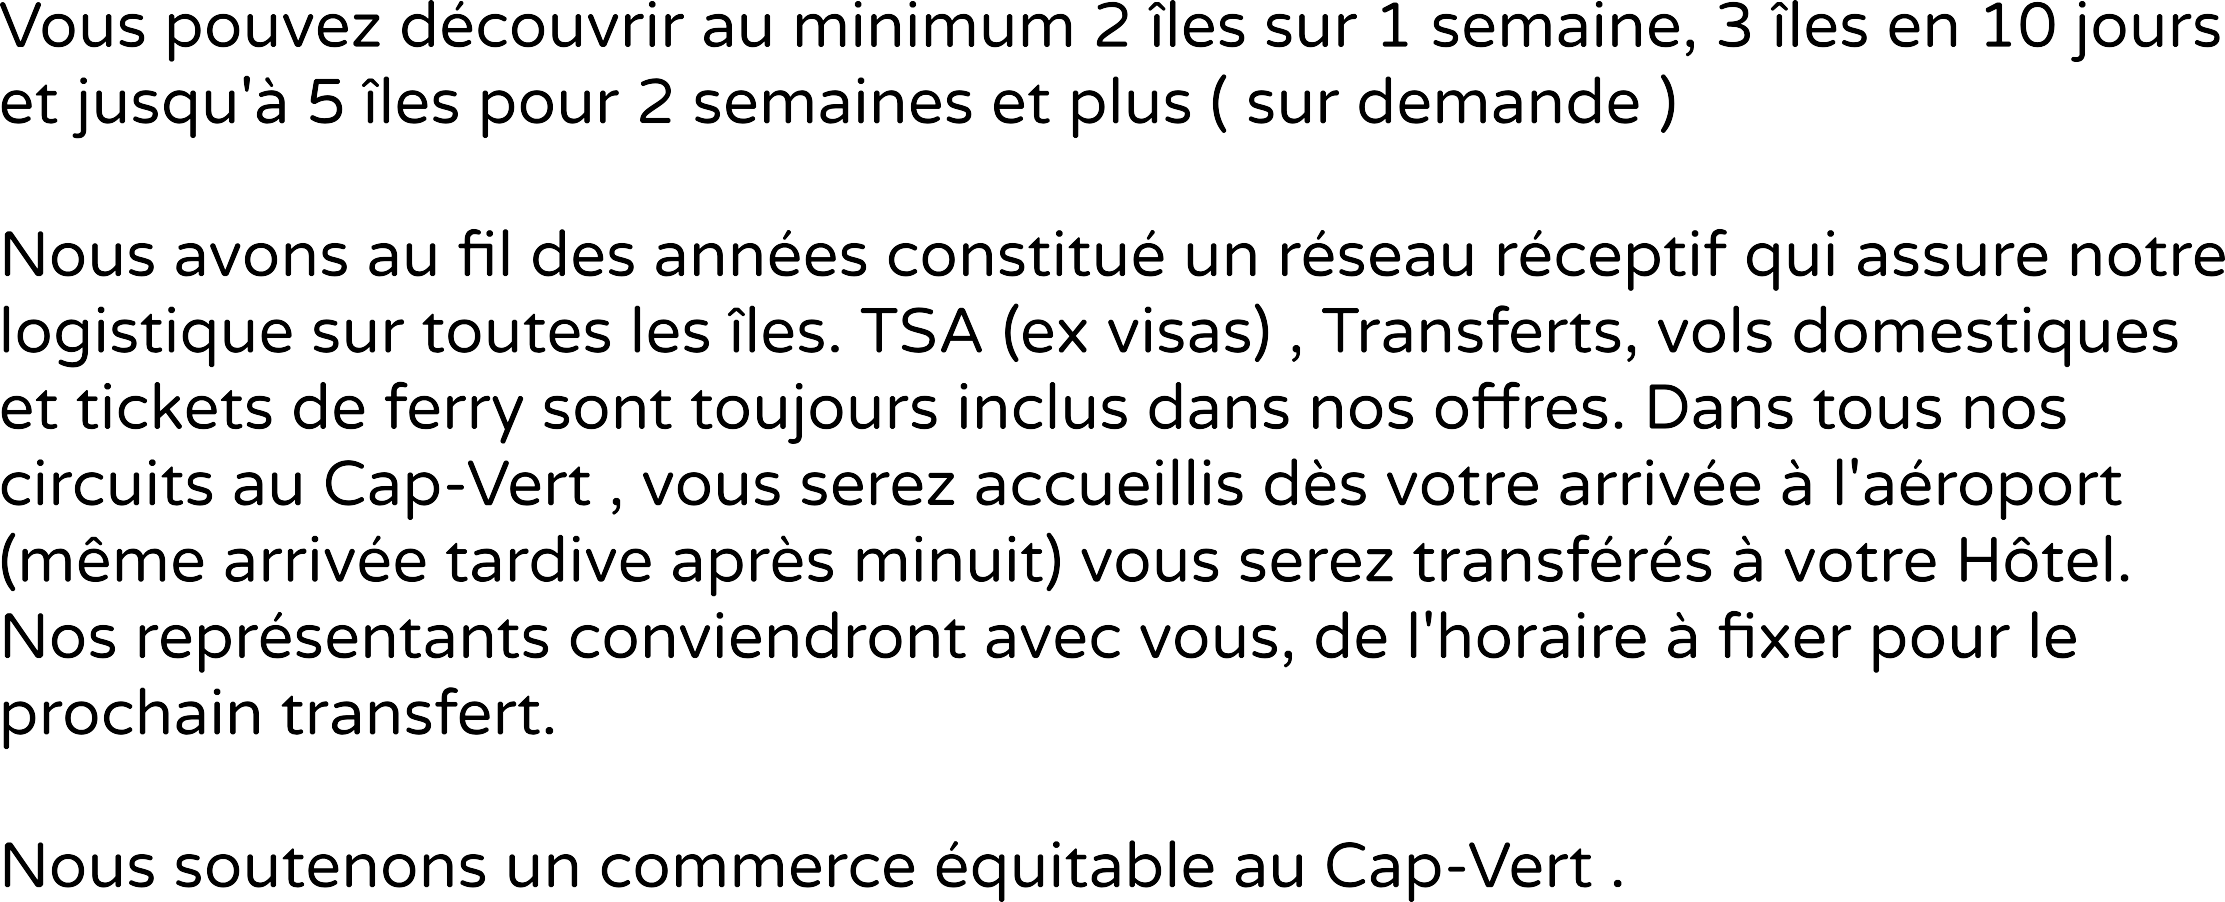 Vous pouvez découvrir au minimum 2 îles sur 1 semaine, 3 îles en 10 jours
et jusqu'à 5 îles pour 2 semaines et plus ( sur demande )
Nous avons au fil des années constitué un réseau réceptif qui assure notre
logistique sur toutes les îles. TSA (ex visas) , Transferts, vols domestiques
et tickets de ferry sont toujours inclus dans nos offres. Dans tous nos
circuits au Cap-Vert , vous serez accueillis dès votre arrivée à l'aéroport
(même arrivée tardive après minuit) vous serez transférés à votre Hôtel.
Nos représentants conviendront avec vous, de l'horaire à fixer pour le
prochain transfert.
Nous soutenons un commerce équitable au Cap-Vert .